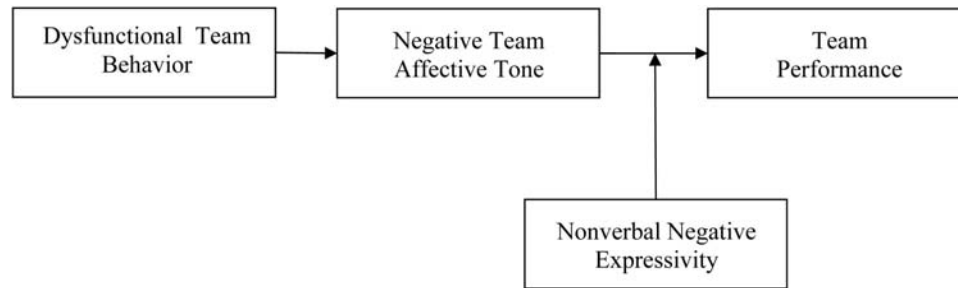 Dysfunctional Team
Behavior
Negative Team
Affective Tone
Team
Performance
Nonverbal Negative
Expressivity